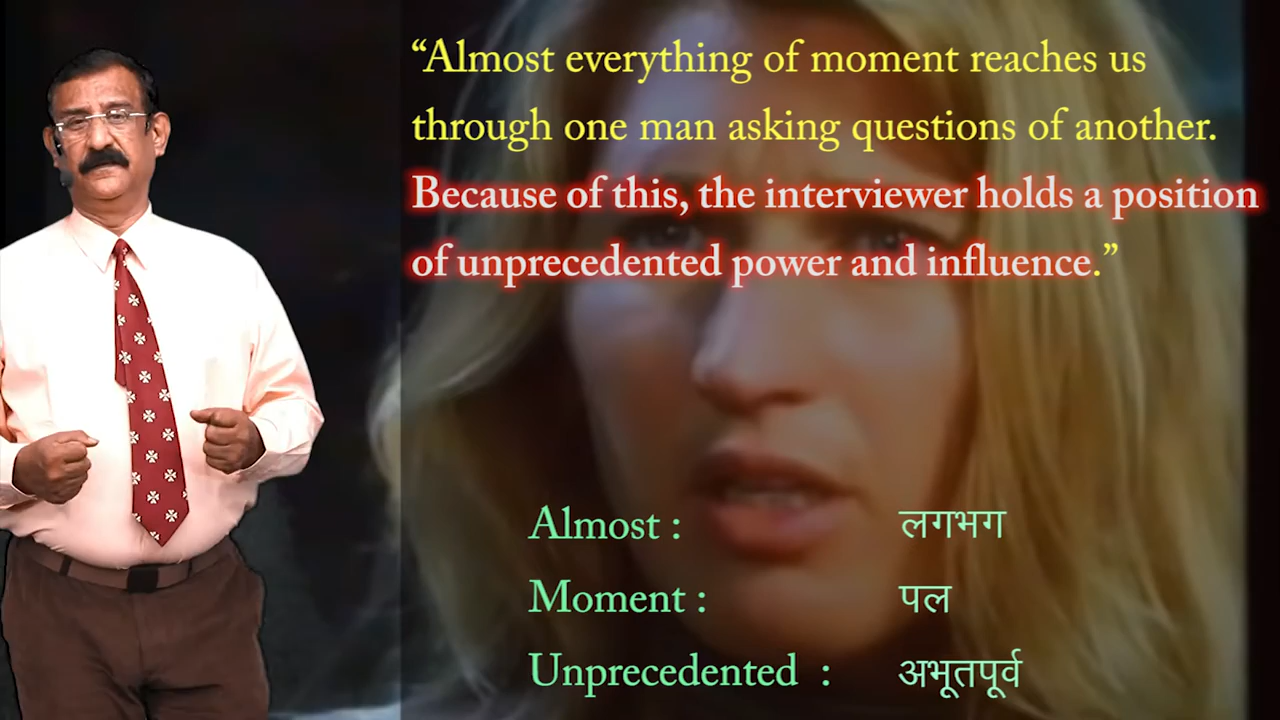 “Almost everything of moment reaches us
through one man asking questions of another.
Because of this, the interviewer holds a position
of unprecedented power and influence.”
Almost : लगभग
Moment : पल
Unprecedented : अभूतपूर्व